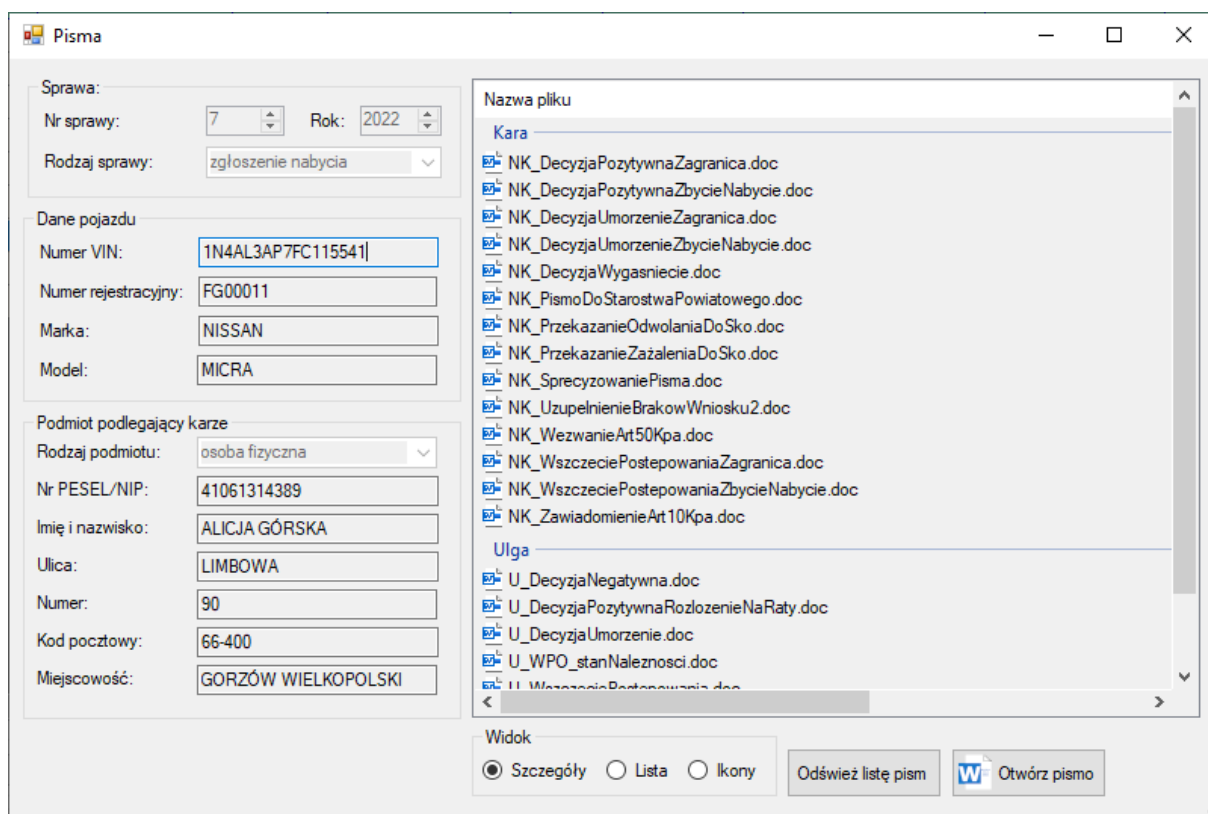 Pisma
Sprawa:
Nr sprawy: 7 Rok: 2022
Rodzaj sprawy: zgłoszenie nabycia
Dane pojazdu
Numer VIN: 1N4AL3AP7FC115541
Numer rejestracyjny: FG00011
Marka: NISSAN
Model: MICRA
Podmiot podlegający karze
Rodzaj podmiotu: osoba fizyczna
Nr PESEL/NIP: 41061314389
Imię i nazwisko: ALICJA GÓRSKA
Ulica: LIMBOWA
Numer: 90
Kod pocztowy: 66-400
Miejscowość: GORZÓW WIELKOPOLSKI
Nazwa pliku
Kara
NK_DecyzjaPozytywnaZagranica.doc
NK_DecyzjaPozytywnaZbycieNabycie.doc
NK_DecyzjaUmorzenieZagranica.doc
NK_DecyzjaUmorzenieZbycieNabycie.doc
NK_DecyzjaWygasniecie.doc
NK_PismoDoStarostwaPowiatowego.doc
NK_PrzekazanieOdwolaniaDoSko.doc
NK_PrzekazanieZażaleniaDoSko.doc
NK_SprecyzowaniePisma.doc
NK_UzupelnienieBrakowWniosku2.doc
NK_WezwanieArt50Kpa.doc
NK_WszczeciePostepowaniaZagranica.doc
NK_WszczeciePostepowaniaZbycieNabycie.doc
NK_ZawiadomienieArt10Kpa.doc
Ulga
U_DecyzjaNegatywna.doc
U_DecyzjaPozytywnaRozlozenieNaRaty.doc
U_DecyzjaUmorzenie.doc
U_WPO_stanNaleznosci.doc
U_WszczeciePostepowania.doc
Widok
Szczegóły Lista Ikony
Odśwież listę pism
Otwórz pismo